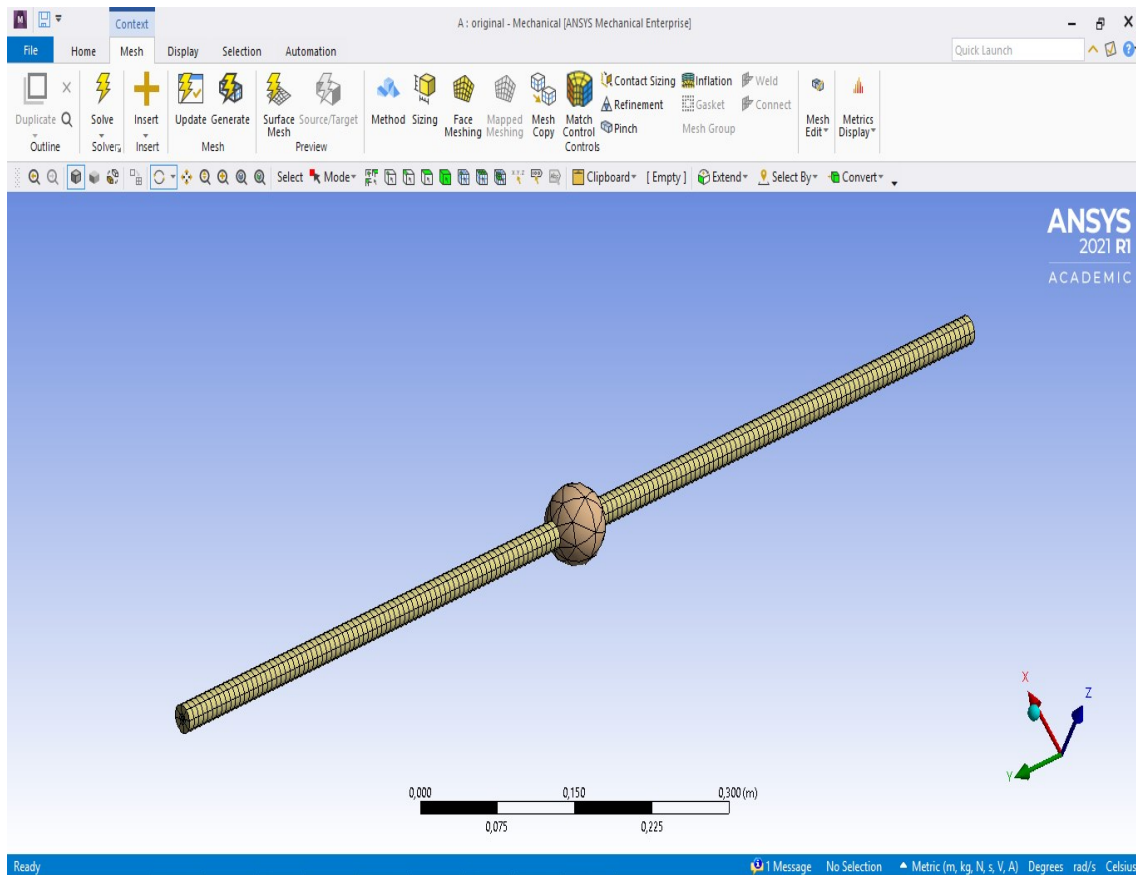 A : original - Mechanical [ANSYS Mechanical Enterprise]
Context
File Home Mesh Display Selection Automation
Quick Launch
Duplicate
Outline
Solve
Solver
Insert
Insert
Update Generate
Mesh
Surface Mesh
Source/Target
Preview
Method
Sizing
Face Meshing
Mapped Meshing
Mesh Copy
Match Control
Contact Sizing
Refinement
Pinch
Controls
Inflation
Gasket
Mesh Group
Weld
Connect
Mesh Edit
Metrics Display
Select Mode
Clipboard [ Empty ] Extend Select By Convert
ANSYS
2021 R1
ACADEMIC
X
Z
Y
0,000 0,150 0,300 (m)
0,075 0,225
Ready 1 Message No Selection Metric (m, kg, N, s, V, A) Degrees rad/s Celsius